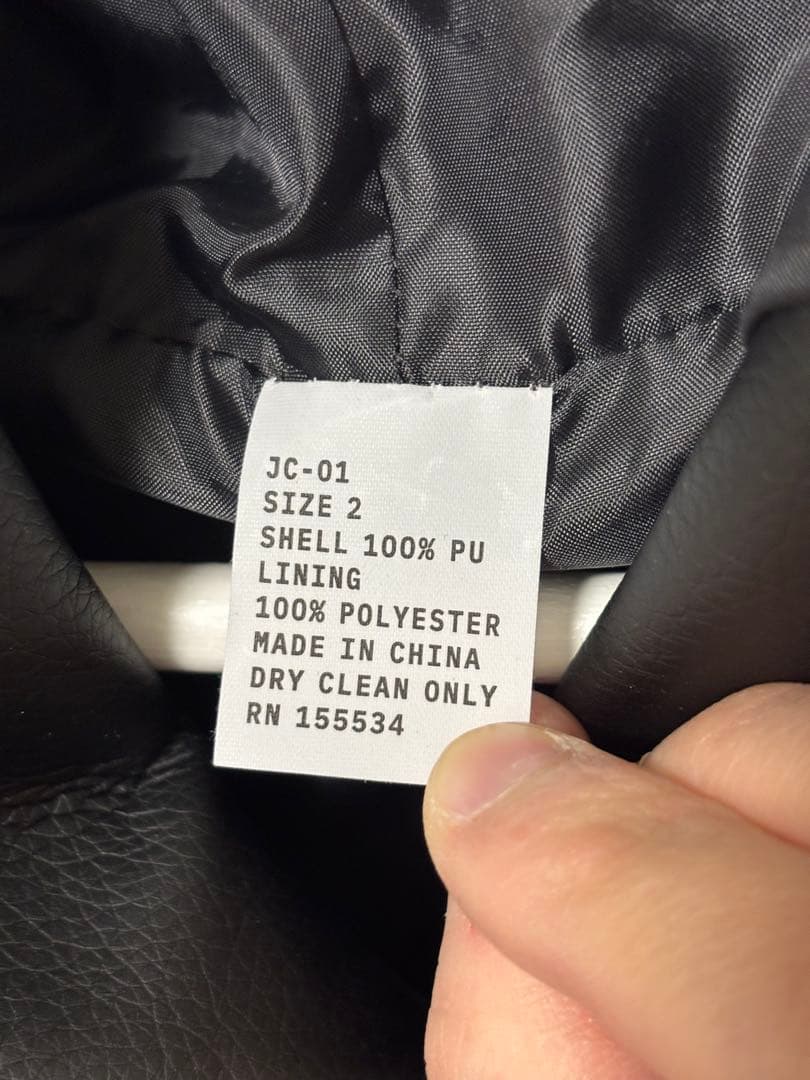 JC-01
SIZE 2
SHELL 100% PU
LINING
100% POLYESTER
MADE IN CHINA
DRY CLEAN ONLY
RN 155534